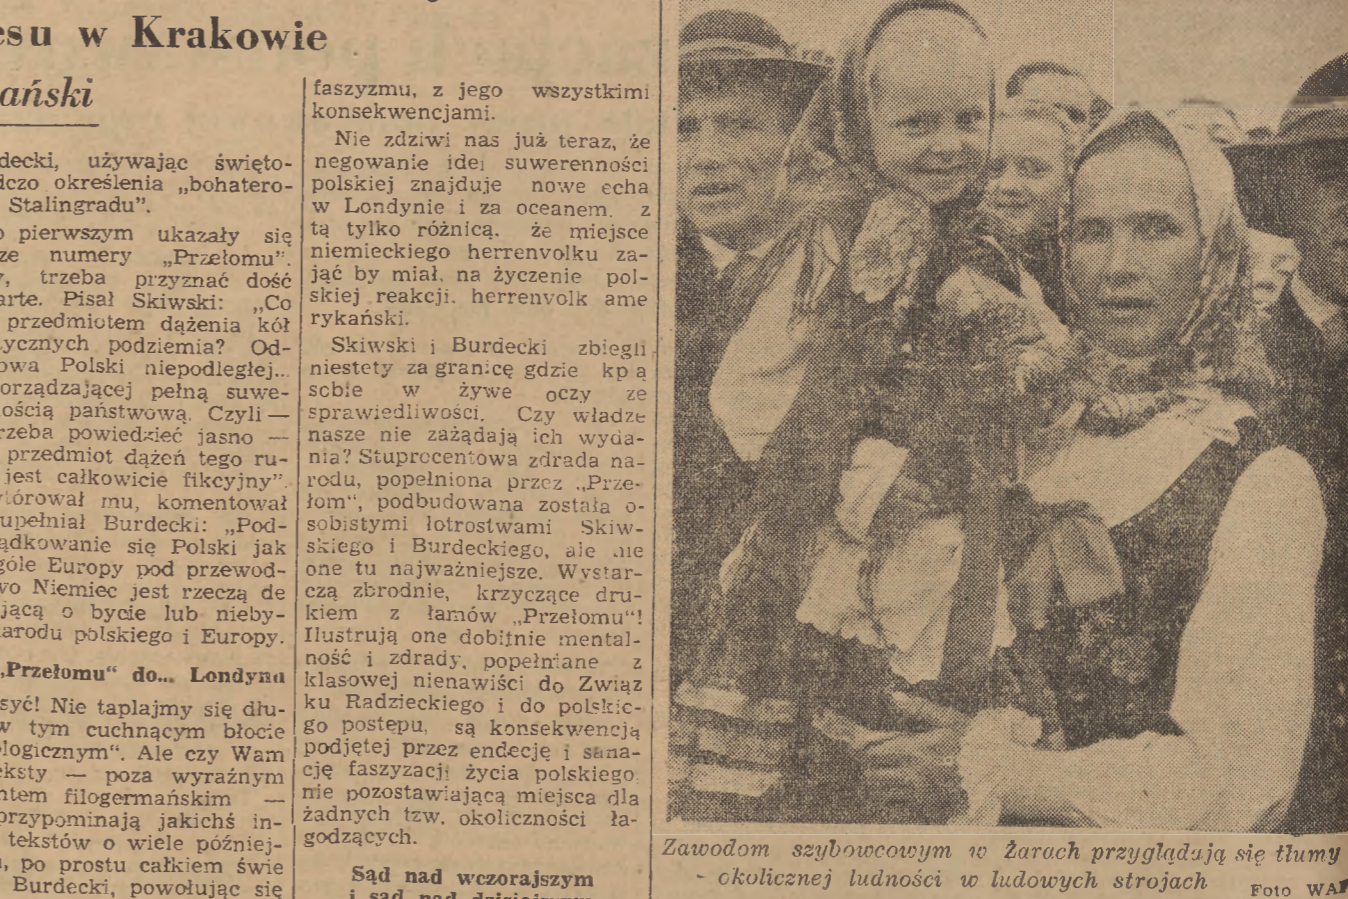 esu w Krakowie
ański
decki, używając święto-
dczo określenia „bohatero-
Stalingradu”.
o pierwszym ukazały się
ze numery „Przełomu”.
y, trzeba przyznać dość
arte. Pisał Skiwski: „Co
przedmiotem dążenia kół
ycznych podziemia? Od-
owa Polski niepodległej...
orządzającej pełną suwe-
ością państwową. Czyli —
rzeba powiedzieć jasno —
przedmiot dążeń tego ru-
jest całkowicie fikcyjny”.
tórował mu, komentował
upełniał Burdecki: „Pod-
ądkowanie się Polski jak
góle Europy pod przewod-
wo Niemiec jest rzeczą de
jącą o bycie lub nieby-
arodu polskiego i Europy.
„Przełomu“ do... Londynu
syć! Nie taplajmy się dłu-
w tym cuchnącym błocie
ologicznym“. Ale czy Wam
eksty — poza wyraźnym
ntem filogermańskim —
przypominają jakichś in-
tekstów o wiele później-
, po prostu całkiem świe
Burdecki, powołując się
faszyzmu, z jego wszystkimi
konsekwencjami.
Nie zdziwi nas już teraz, że
negowanie idei suwerenności
polskiej znajduje nowe echa
w Londynie i za oceanem. z
tą tylko różnicą. że miejsce
niemieckiego herrenvolku za-
jąć by miał, na życzenie pol-
skiej reakcji. herrenvolk ame
rykański.
Skiwski i Burdecki zbiegli
niestety za granicę gdzie kp ą
sobie w żywe oczy ze
sprawiedliwości. Czy władze
nasze nie zażądają ich wyda-
nia? Stuprocentowa zdrada na-
rodu, popełniona przez „Prze-
łom“, podbudowana została o-
sobistymi łotrostwami Skiw-
skiego i Burdeckiego, ale nie
one tu najważniejsze. Wystar-
czą zbrodnie, krzyczące dru-
kiem z łamów „Przełomu“!
Ilustrują one dobitnie mental-
ność i zdrady, popełniane z
klasowej nienawiści do Związ
ku Radzieckiego i do polskie-
go postępu, są konsekwencją
podjętej przez endecję i sana-
cję faszyzacji życia polskiego
nie pozostawiającą miejsca dla
żadnych tzw. okoliczności ła-
godzących.
Sąd nad wczorajszym
i sąd nad dzisiejszym
Zawodom szybowcowym w Żarach przyglądają się tłumy
- okolicznej ludności w ludowych strojach
Foto WAF